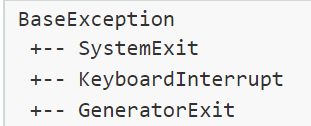 BaseException
 +-- SystemExit
 +-- KeyboardInterrupt
 +-- GeneratorExit